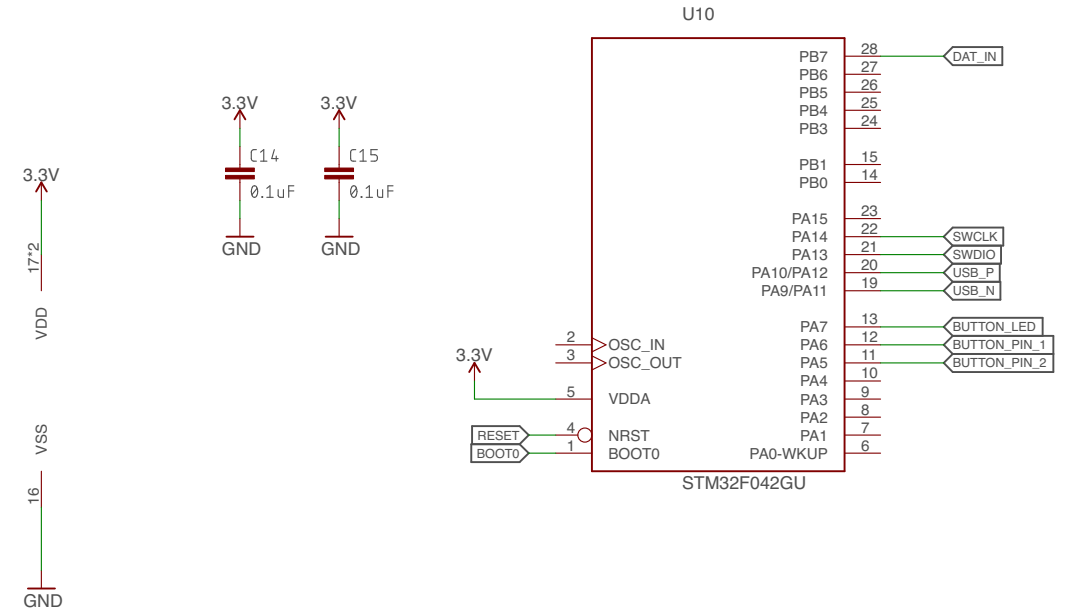 U10
PB7 28 DAT_IN
PB6 27
PB5 26
PB4 25
PB3 24
PB1 15
PB0 14
PA15 23
PA14 22 SWCLK
PA13 21 SWDIO
PA10/PA12 20 USB_P
PA9/PA11 19 USB_N
PA7 13 BUTTON_LED
PA6 12 BUTTON_PIN_1
PA5 11 BUTTON_PIN_2
PA4 10
PA3 9
PA2 8
PA1 7
PA0-WKUP 6
2 OSC_IN
3 OSC_OUT
3.3V
5 VDDA
RESET 4 NRST
BOOT0 1 BOOT0
STM32F042GU
3.3V
C14
0.1uF
GND
3.3V
C15
0.1uF
GND
3.3V
17*2
VDD
VSS
16
GND